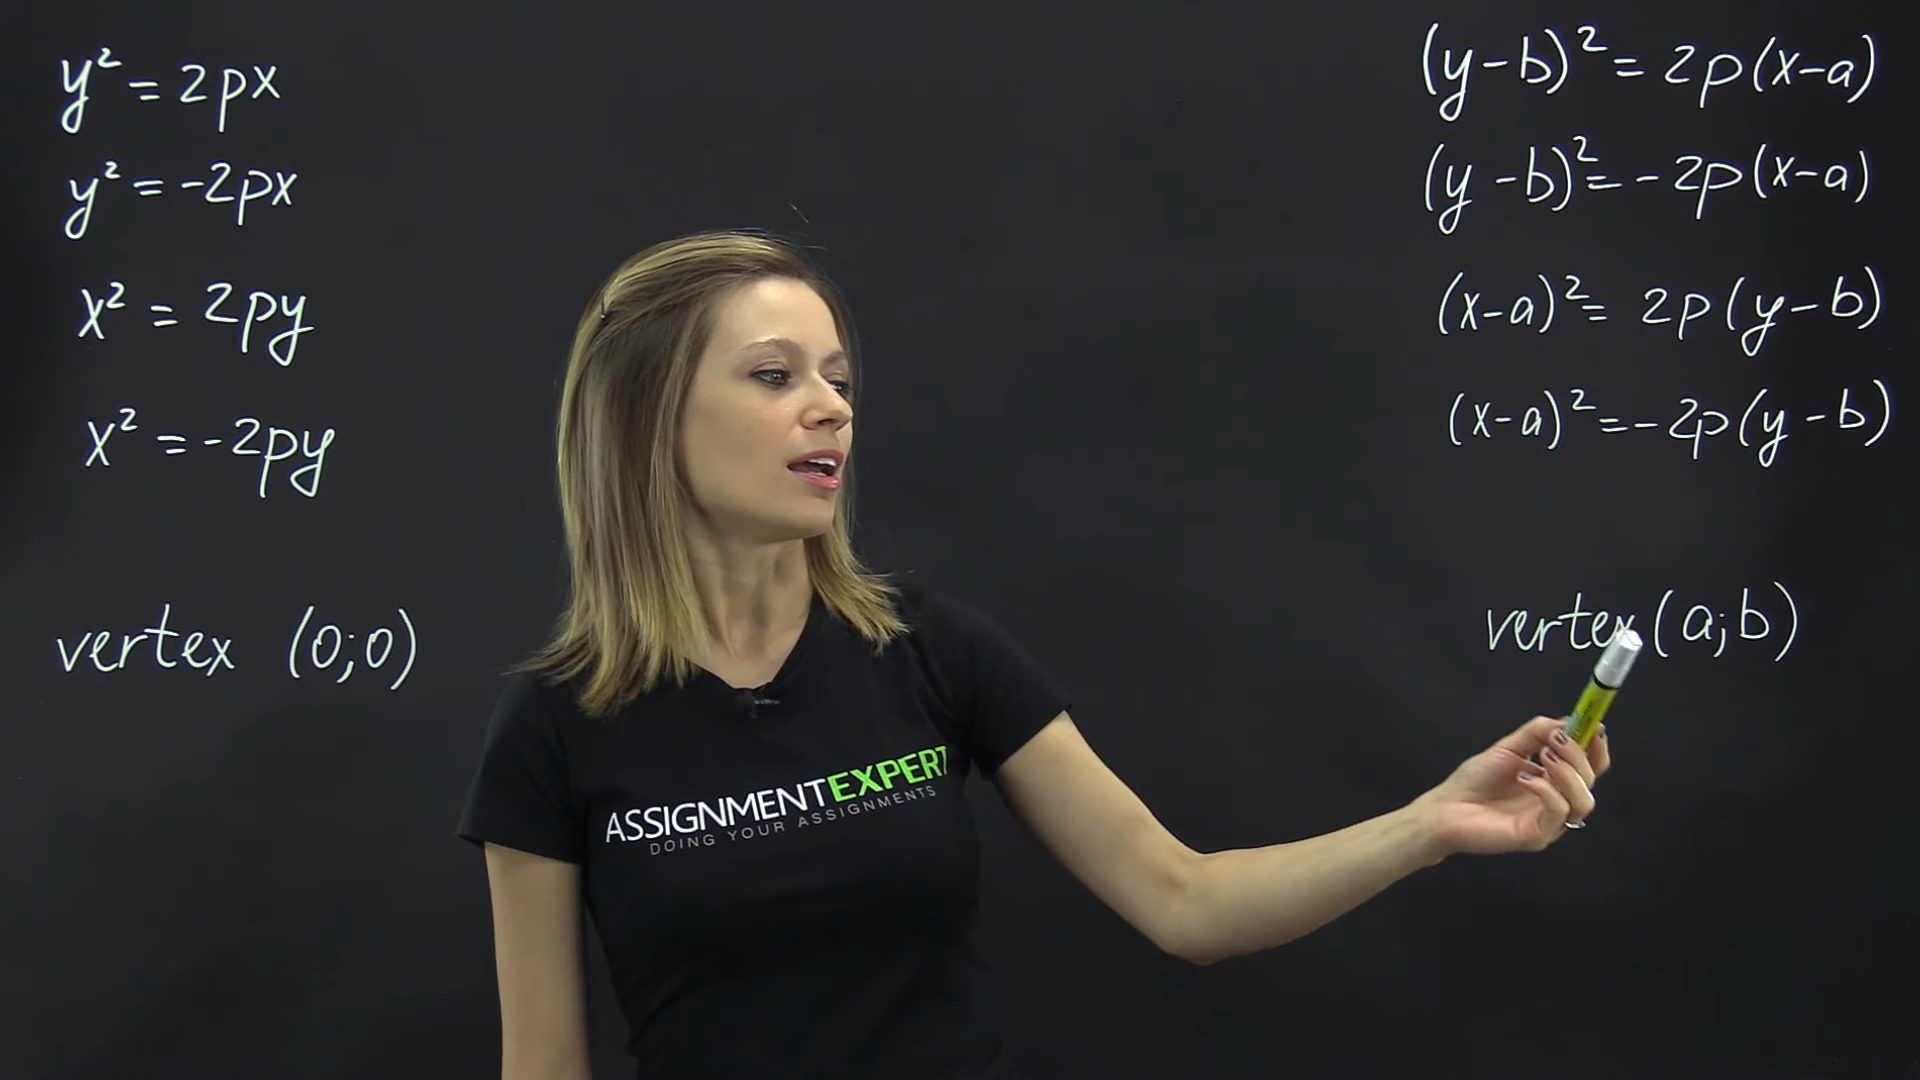 y² = 2px
y² = -2px
x² = 2py
x² = -2py
vertex (0;0)
(y-b)² = 2p(x-a)
(y-b)² = -2p(x-a)
(x-a)² = 2p(y-b)
(x-a)² = -2p(y-b)
vertex (a;b)
ASSIGNMENTEXPERT
DOING YOUR ASSIGNMENTS